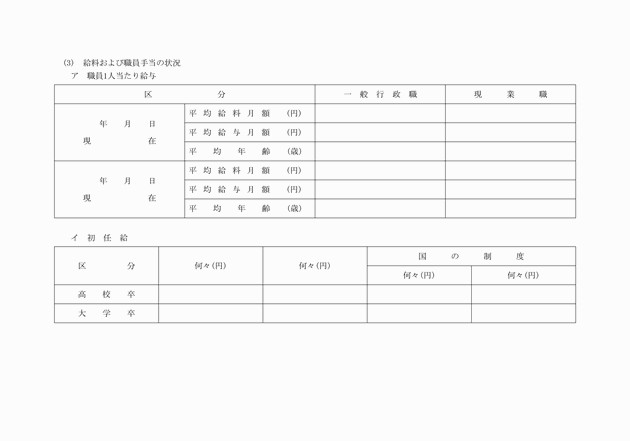 (3) 給料および職員手当の状況
ア 職員1人当たり給与
区 分 一般行政職 現業職
年 月 日 現 在 平均給料月額 (円)
平均給与月額 (円)
平均年齢 (歳)
年 月 日 現 在 平均給料月額 (円)
平均給与月額 (円)
平均年齢 (歳)
イ 初任給
区 分 何々(円) 何々(円) 国の制度
何々(円) 何々(円)
高校卒
大学卒